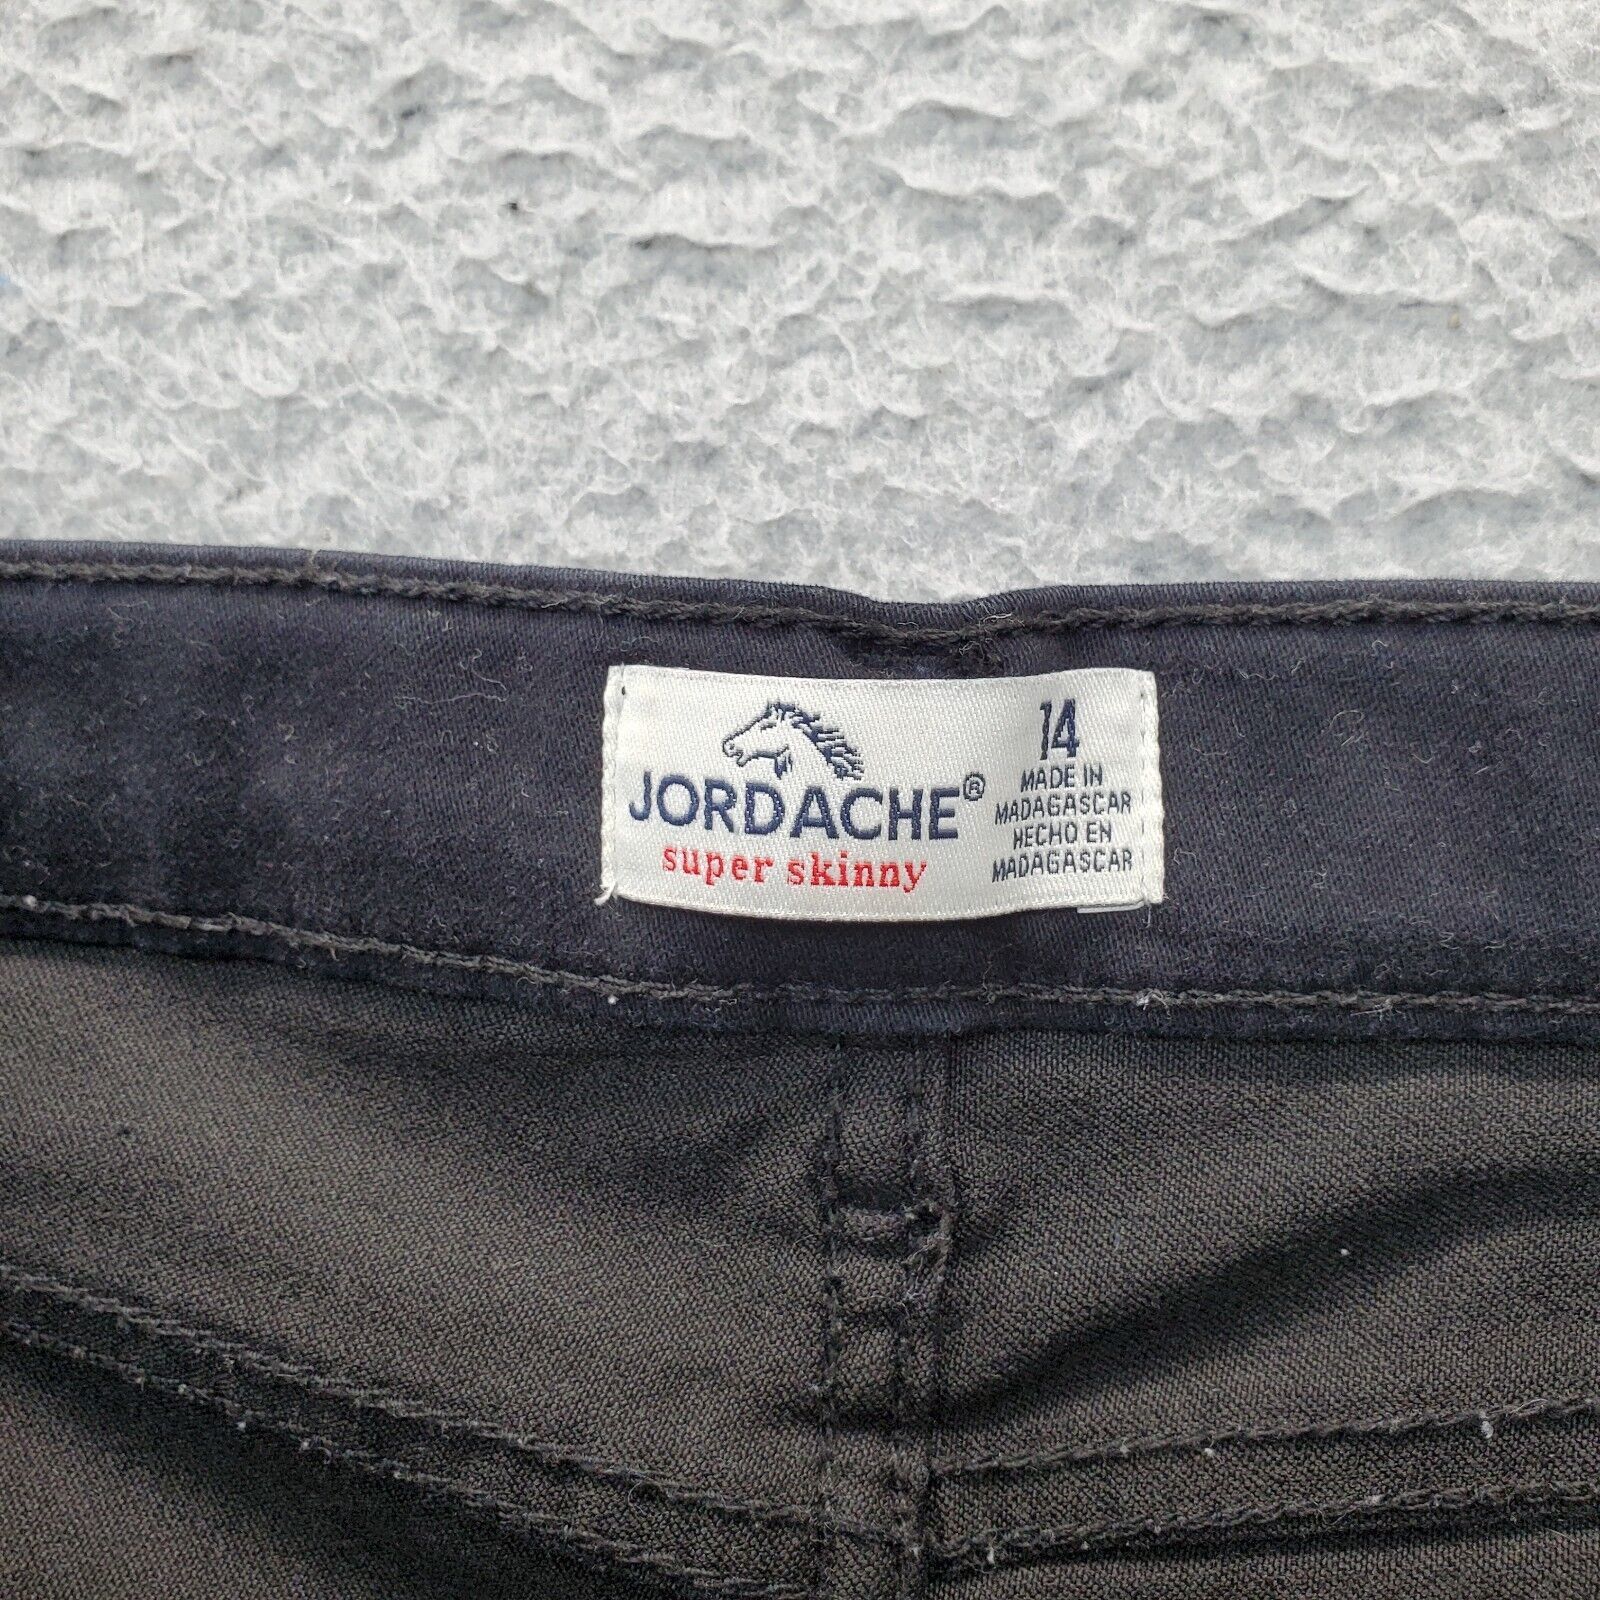 JORDACHE®
super skinny
14
MADE IN
MADAGASCAR
HECHO EN
MADAGASCAR